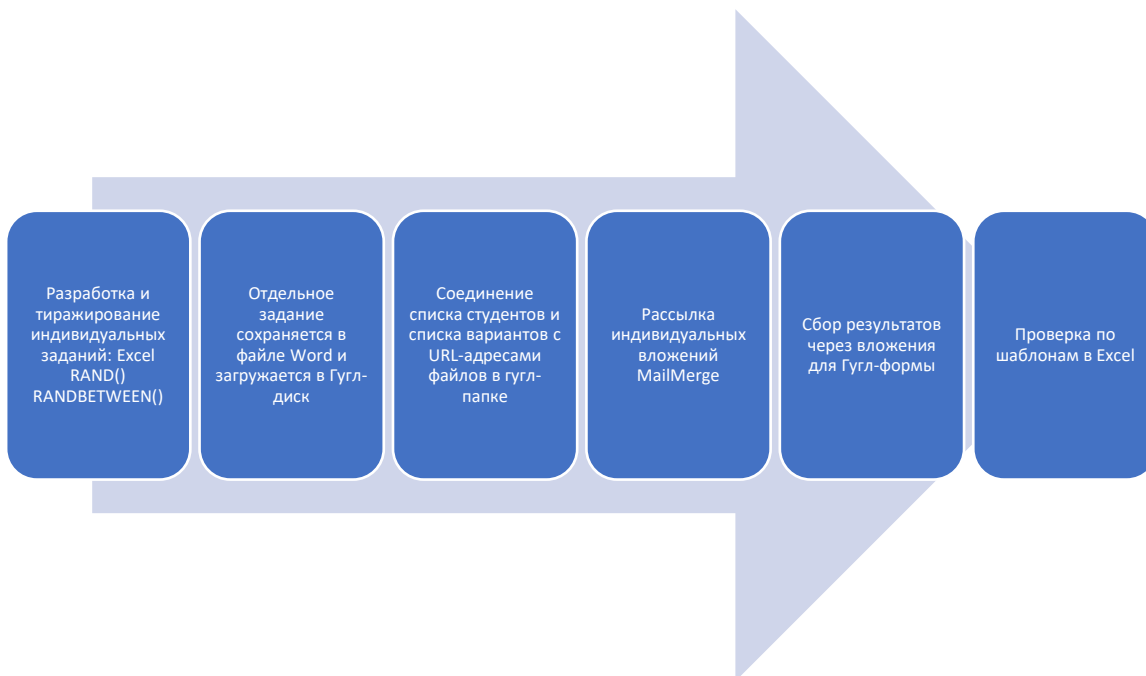 Разработка и
тиражирование
индивидуальных
заданий: Excel
RAND()
RANDBETWEEN()
Отдельное
задание
сохраняется в
файле Word и
загружается в Гугл-
диск
Соединение
списка студентов и
списка вариантов с
URL-адресами
файлов в гугл-
папке
Рассылка
индивидуальных
вложений
MailMerge
Сбор результатов
через вложения
для Гугл-формы
Проверка по
шаблонам в Excel